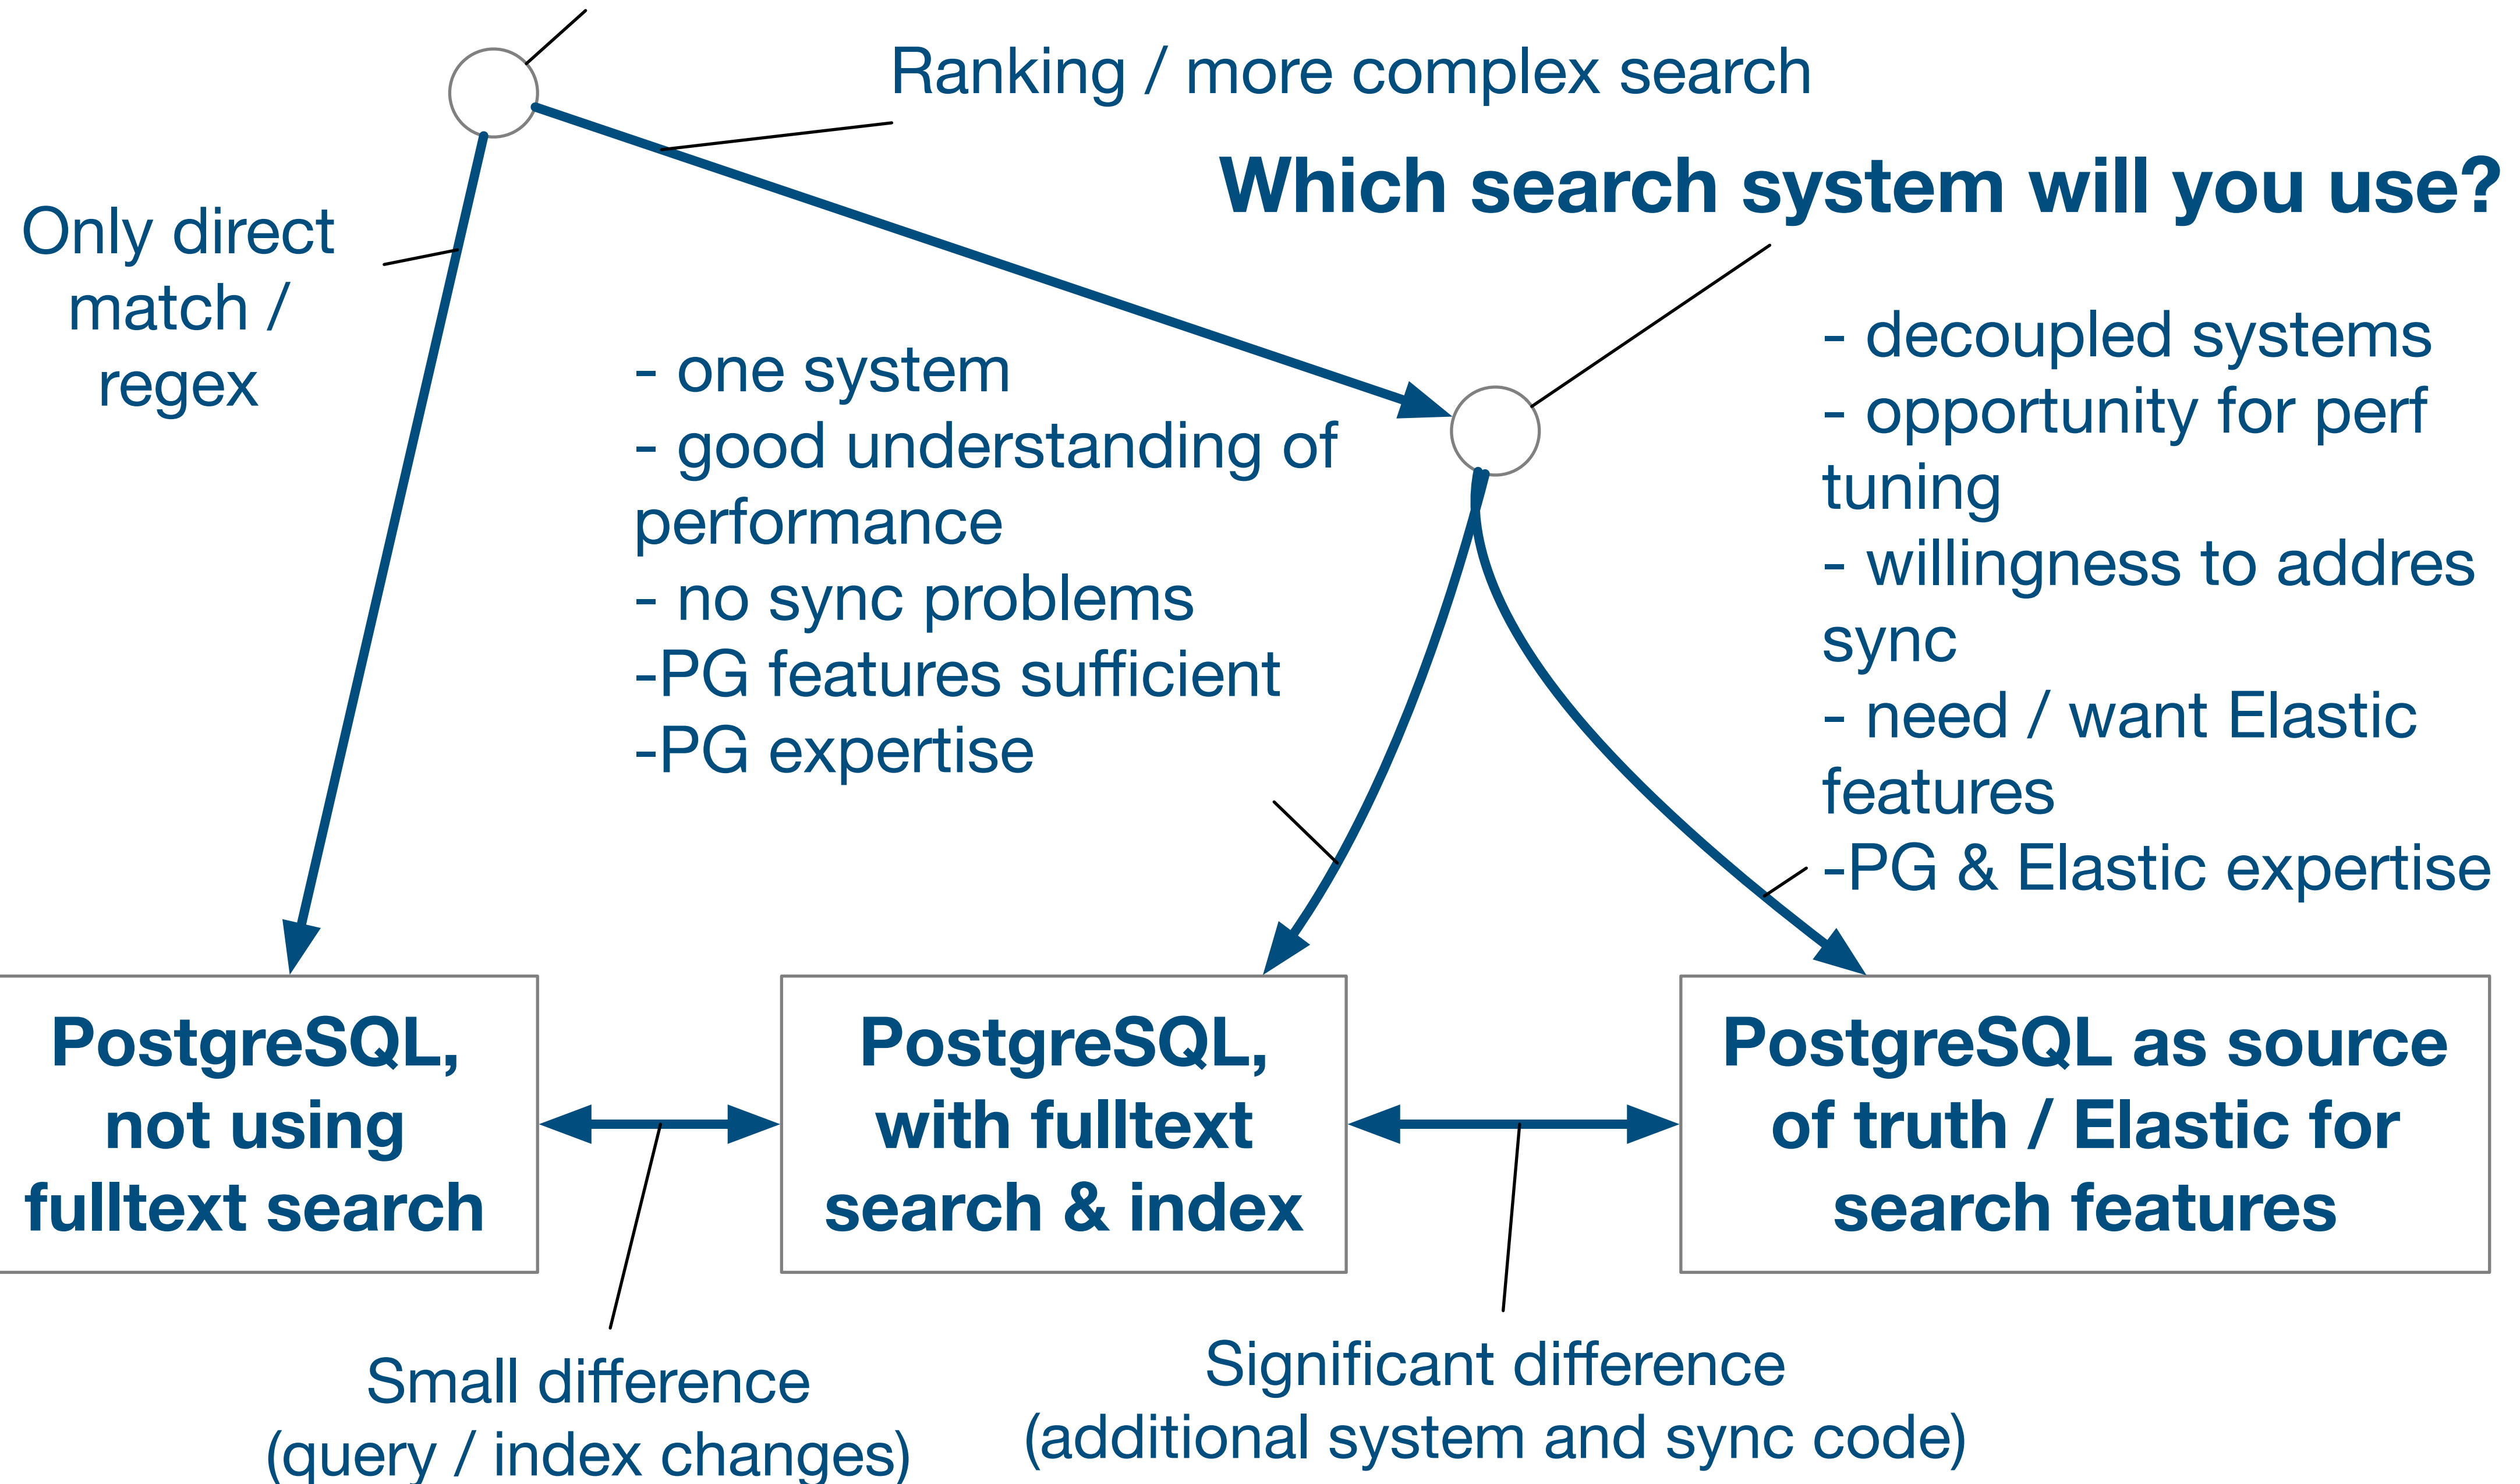 Ranking / more complex search
Which search system will you use?
Only direct
match /
regex
- one system
- good understanding of
performance
- no sync problems
-PG features sufficient
-PG expertise
- decoupled systems
- opportunity for perf
tuning
- willingness to addres
sync
- need / want Elastic
features
-PG & Elastic expertise
PostgreSQL,
not using
fulltext search
PostgreSQL,
with fulltext
search & index
PostgreSQL as source
of truth / Elastic for
search features
Small difference
(query / index changes)
Significant difference
(additional system and sync code)